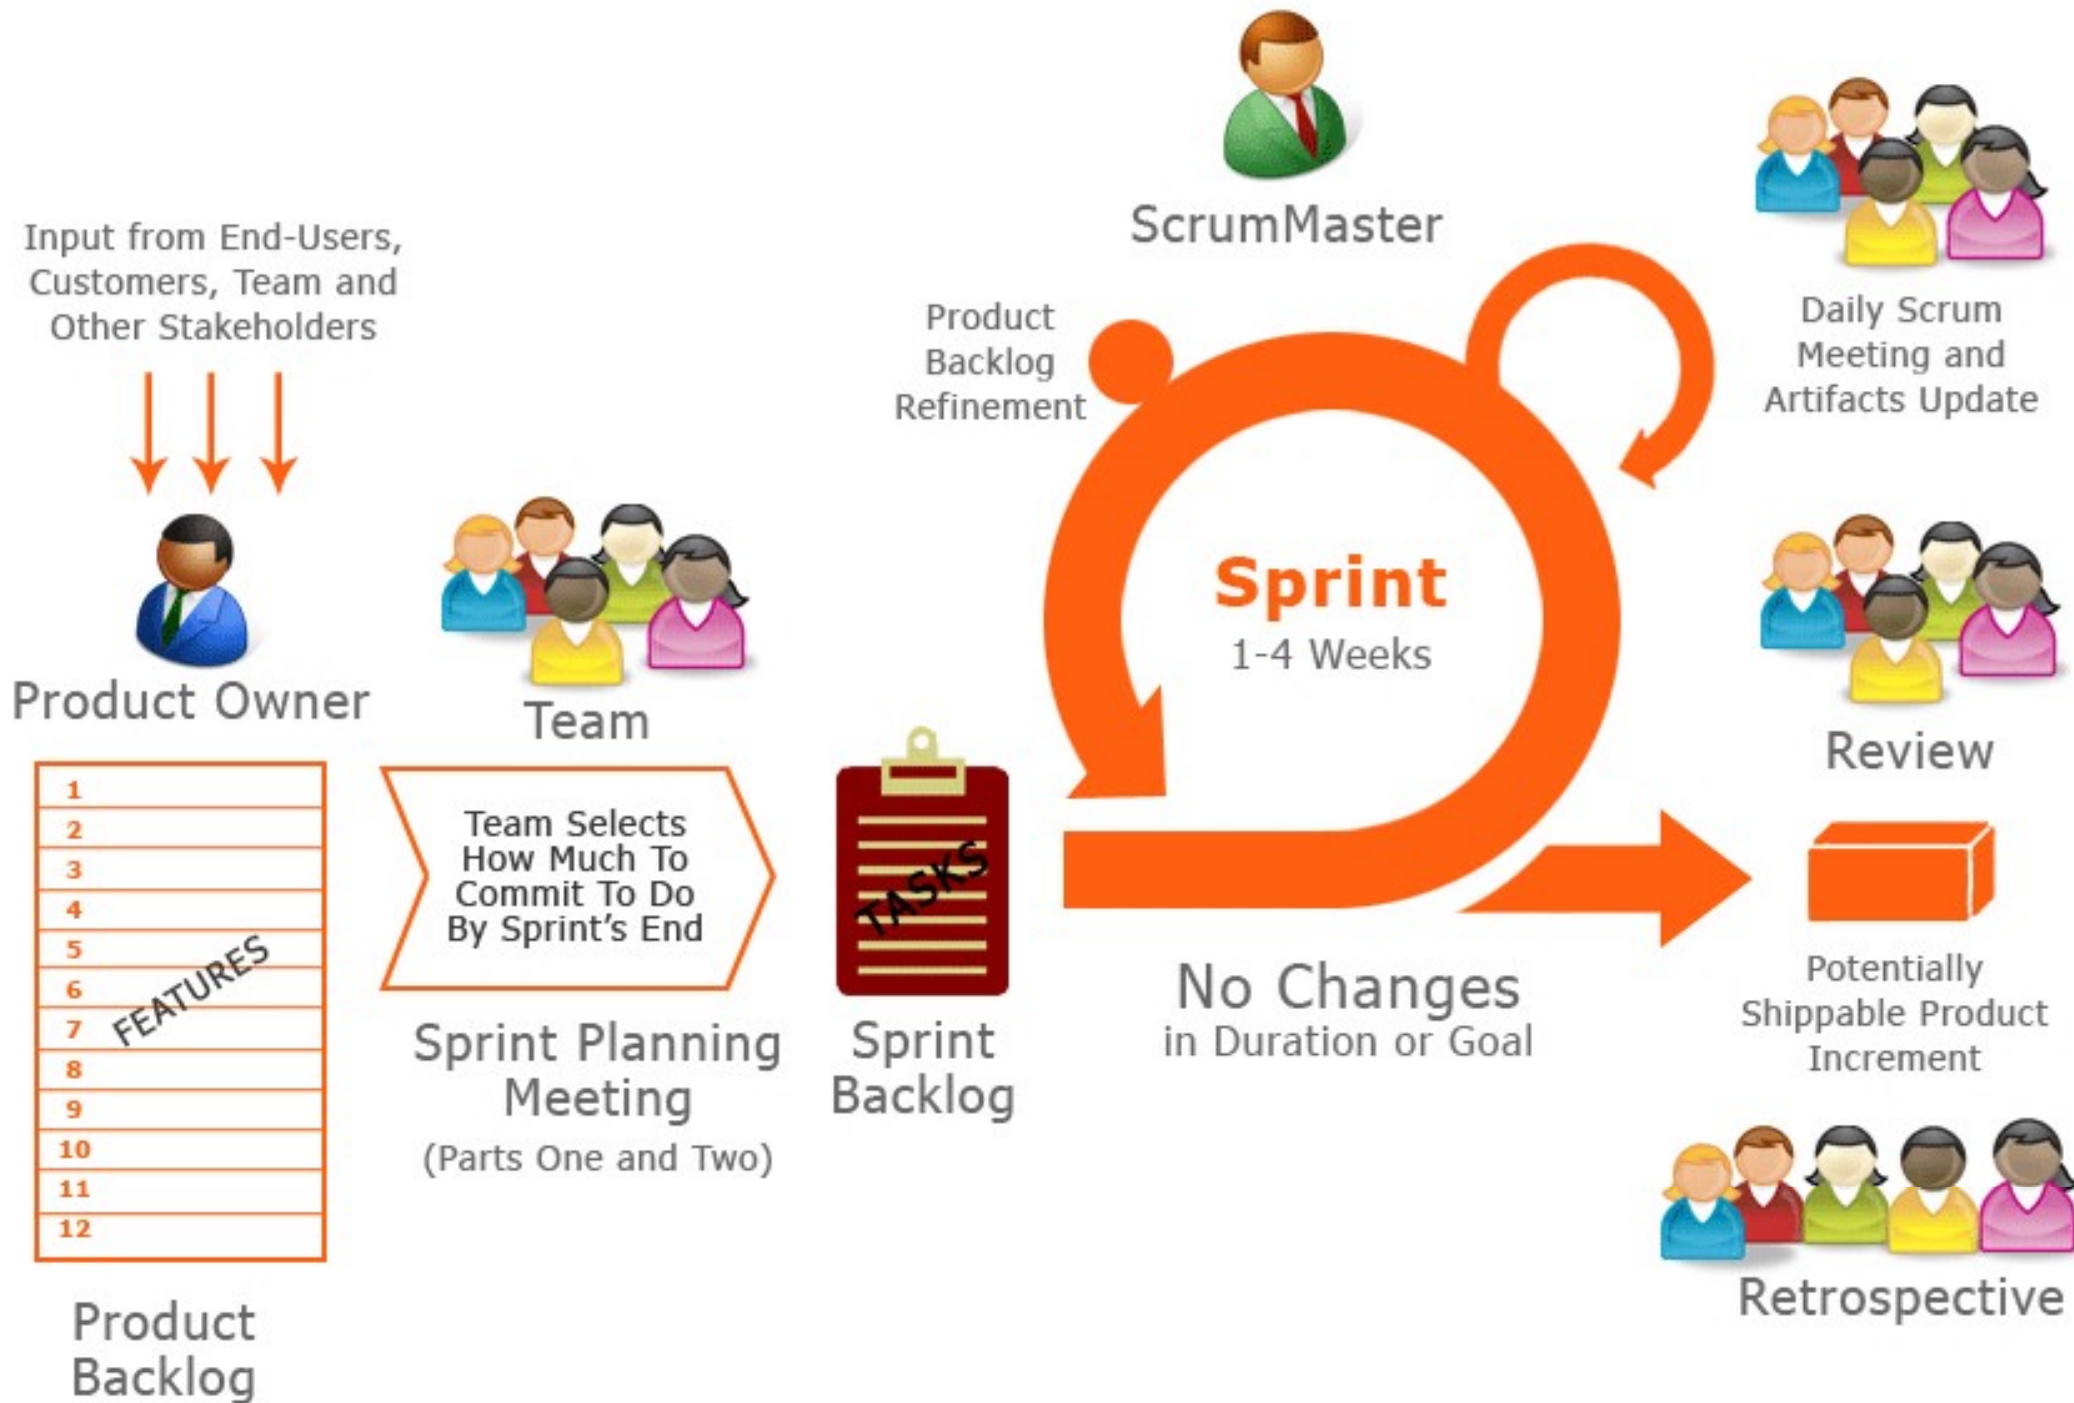 Input from End-Users,
Customers, Team and
Other Stakeholders
Product Owner
1
2
3
4
5
6
7
8
9
10
11
12
FEATURES
Product
Backlog
Team
Team Selects
How Much To
Commit To Do
By Sprint's End
Sprint Planning
Meeting
(Parts One and Two)
TASKS
Sprint
Backlog
ScrumMaster
Product
Backlog
Refinement
Sprint
1-4 Weeks
No Changes
in Duration or Goal
Daily Scrum
Meeting and
Artifacts Update
Review
Potentially
Shippable Product
Increment
Retrospective